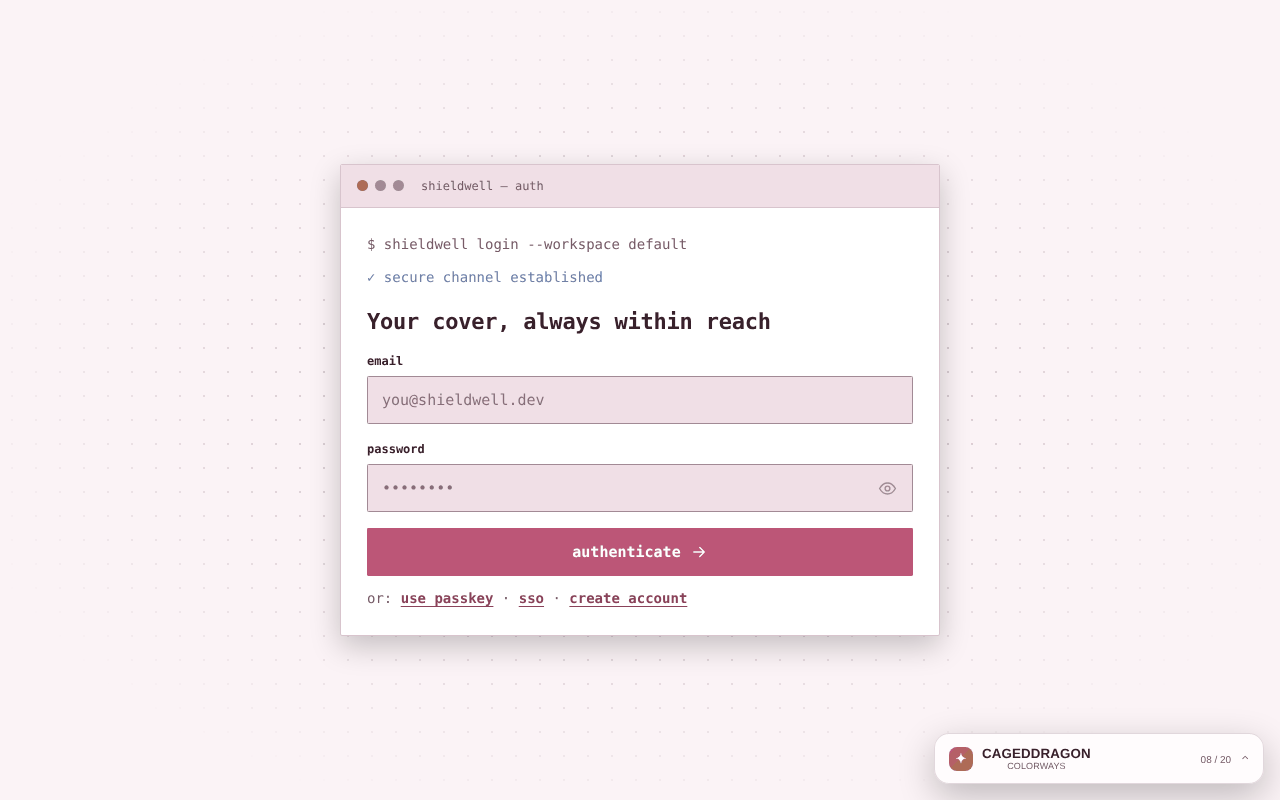 shieldwell — auth
$ shieldwell login --workspace default
✓ secure channel established
Your cover, always within reach
email
you@shieldwell.dev
password
••••••••
authenticate →
or: use passkey · sso · create account
CAGEDDRAGON
COLORWAYS
08 / 20